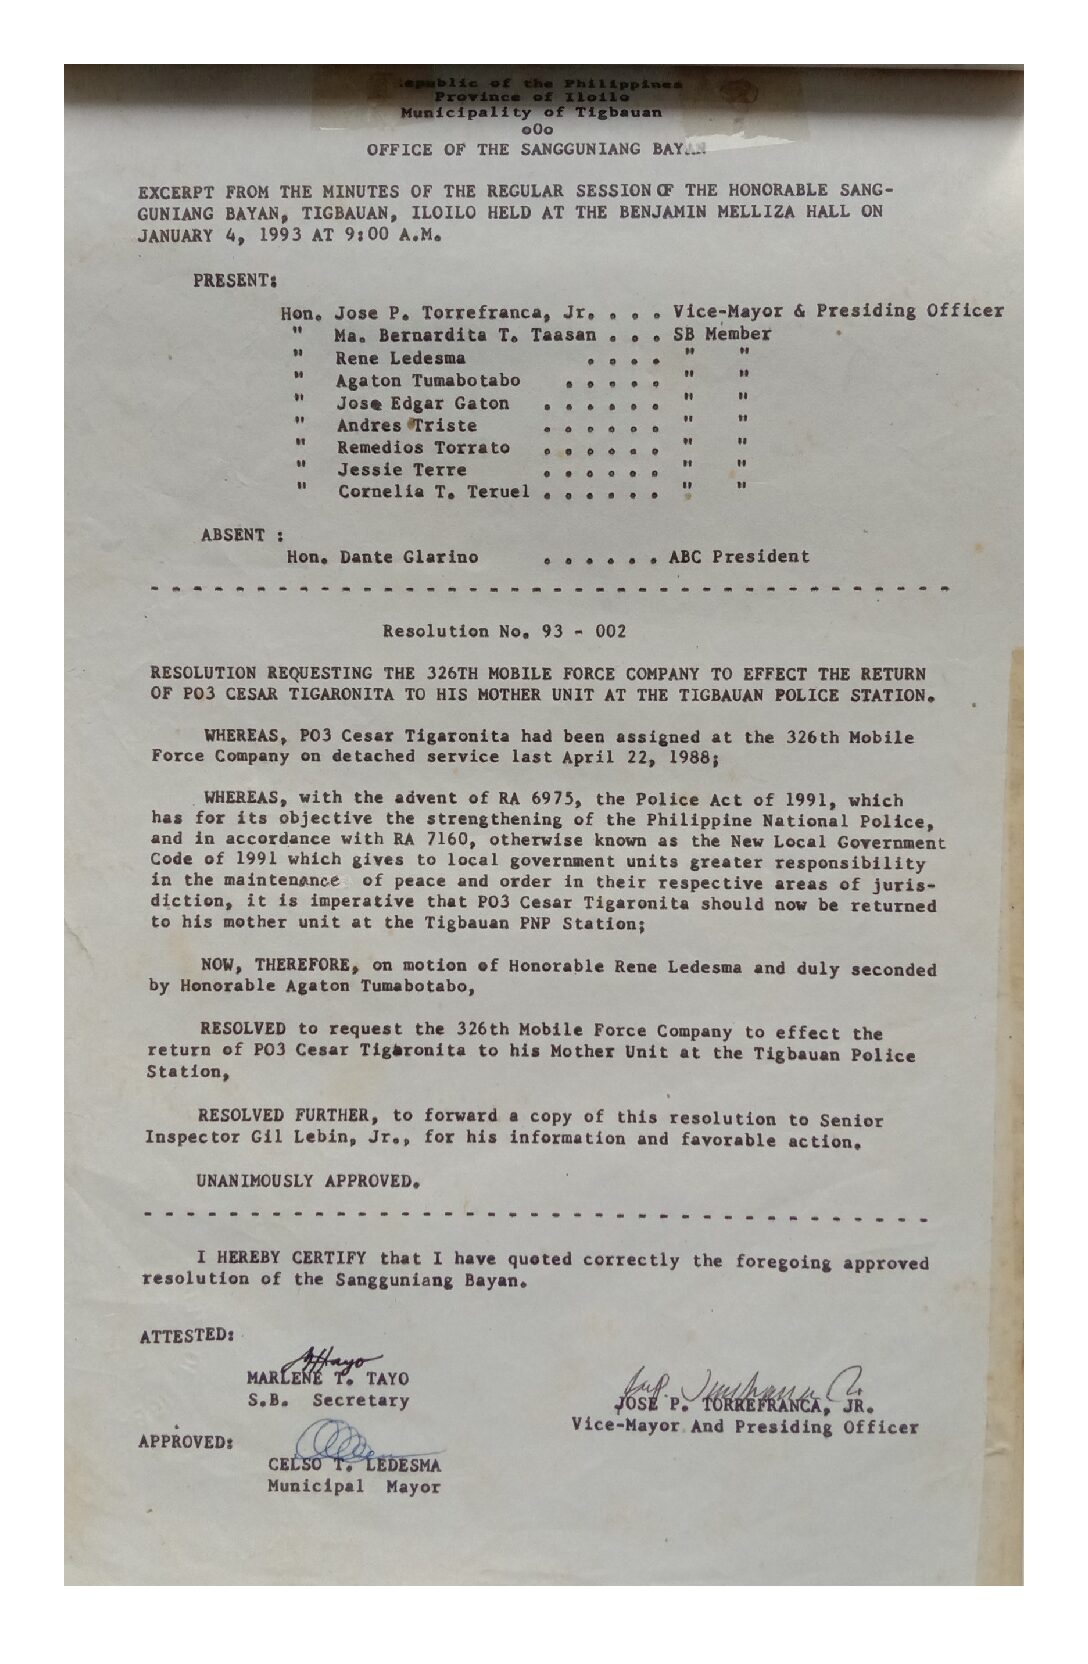 Republic of the Philippines
Province of Iloilo
Municipality of Tigbauan
oOo
OFFICE OF THE SANGGUNIANG BAYAN
EXCERPT FROM THE MINUTES OF THE REGULAR SESSION OF THE HONORABLE SANG-
GUNIANG BAYAN, TIGBAUAN, ILOILO HELD AT THE BENJAMIN MELLIZA HALL ON
JANUARY 4, 1993 AT 9:00 A.M.
PRESENT:
Hon. Jose P. Torrefranca, Jr. . . . Vice-Mayor & Presiding Officer
" Ma. Bernardita T. Taasan . . . SB Member
" Rene Ledesma . . . . " "
" Agaton Tumabotabo . . . . . " "
" Jose Edgar Gaton . . . . . . " "
" Andres Triste . . . . . . " "
" Remedios Torrato . . . . . . " "
" Jessie Terre . . . . . . " "
" Cornelia T. Teruel . . . . . . " "
ABSENT :
Hon. Dante Glarino . . . . . . ABC President
- - - - - - - - - - - - - - - - - - - - - - - - - - - - - - - - - - - - - -
Resolution No. 93 - 002
RESOLUTION REQUESTING THE 326TH MOBILE FORCE COMPANY TO EFFECT THE RETURN
OF PO3 CESAR TIGARONITA TO HIS MOTHER UNIT AT THE TIGBAUAN POLICE STATION.
WHEREAS, PO3 Cesar Tigaronita had been assigned at the 326th Mobile
Force Company on detached service last April 22, 1988;
WHEREAS, with the advent of RA 6975, the Police Act of 1991, which
has for its objective the strengthening of the Philippine National Police,
and in accordance with RA 7160, otherwise known as the New Local Government
Code of 1991 which gives to local government units greater responsibility
in the maintenance of peace and order in their respective areas of juris-
diction, it is imperative that PO3 Cesar Tigaronita should now be returned
to his mother unit at the Tigbauan PNP Station;
NOW, THEREFORE, on motion of Honorable Rene Ledesma and duly seconded
by Honorable Agaton Tumabotabo,
RESOLVED to request the 326th Mobile Force Company to effect the
return of PO3 Cesar Tigaronita to his Mother Unit at the Tigbauan Police
Station,
RESOLVED FURTHER, to forward a copy of this resolution to Senior
Inspector Gil Lebin, Jr., for his information and favorable action.
UNANIMOUSLY APPROVED.
- - - - - - - - - - - - - - - - - - - - - - - - - - - - - - - - - - - - -
I HEREBY CERTIFY that I have quoted correctly the foregoing approved
resolution of the Sangguniang Bayan.
ATTESTED:
MARLENE T. TAYO
S.B. Secretary
JOSE P. TORREFRANCA, JR.
Vice-Mayor And Presiding Officer
APPROVED:
CELSO T. LEDESMA
Municipal Mayor